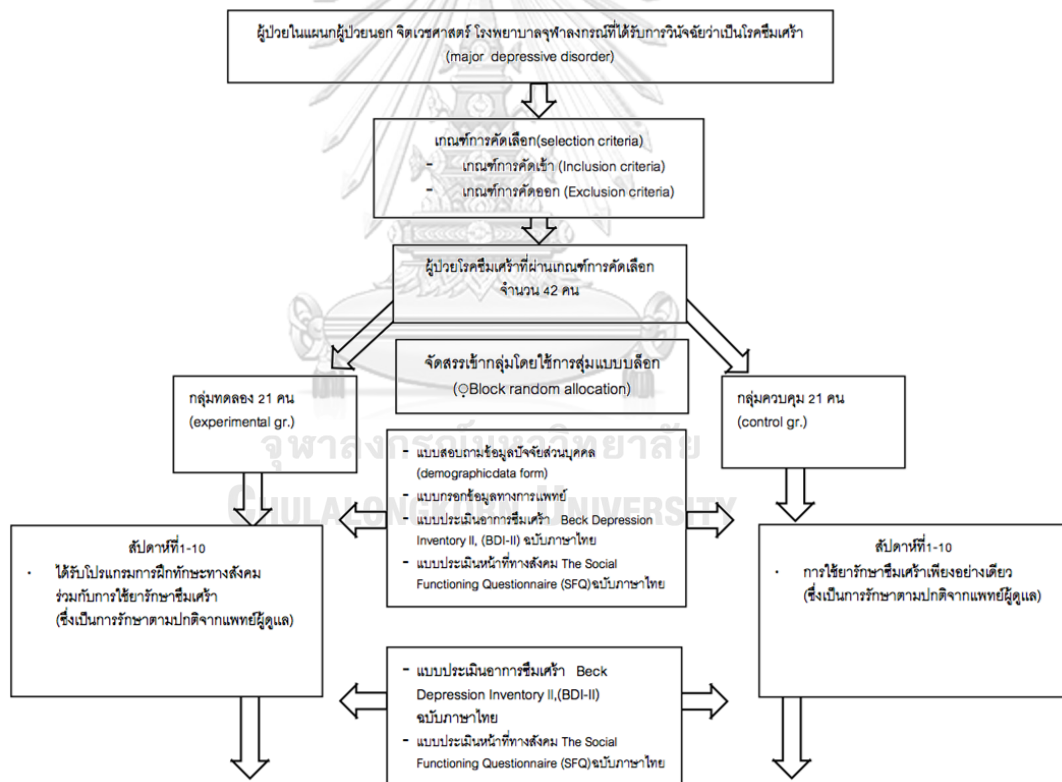 ผู้ป่วยในแผนกผู้ป่วยนอก จิตเวชศาสตร์ โรงพยาบาลจุฬาลงกรณ์ที่ได้รับการวินิจฉัยว่าเป็นโรคซึมเศร้า
(major depressive disorder)
เกณฑ์การคัดเลือก(selection criteria)
- เกณฑ์การคัดเข้า (Inclusion criteria)
- เกณฑ์การคัดออก (Exclusion criteria)
ผู้ป่วยโรคซึมเศร้าที่ผ่านเกณฑ์การคัดเลือก
จำนวน 42 คน
จัดสรรเข้ากลุ่มโดยใช้การสุ่มแบบบล็อก
(ฺBlock random allocation)
กลุ่มทดลอง 21 คน
(experimental gr.)
กลุ่มควบคุม 21 คน
(control gr.)
จุฬาลงกรณ์มหาวิทยาลัย
CHULALONGKORN UNIVERSITY
- แบบสอบถามข้อมูลปัจจัยส่วนบุคคล
(demographicdata form)
- แบบกรอกข้อมูลทางการแพทย์
- แบบประเมินอาการซึมเศร้า Beck Depression
Inventory II, (BDI-II) ฉบับภาษาไทย
- แบบประเมินหน้าที่ทางสังคม The Social
Functioning Questionnaire (SFQ)ฉบับภาษาไทย
สัปดาห์ที่1-10
· ได้รับโปรแกรมการฝึกทักษะทางสังคม
ร่วมกับการใช้ยารักษาซึมเศร้า
(ซึ่งเป็นการรักษาตามปกติจากแพทย์ผู้ดูแล)
สัปดาห์ที่1-10
· การใช้ยารักษาซึมเศร้าเพียงอย่างเดียว
(ซึ่งเป็นการรักษาตามปกติจากแพทย์ผู้ดูแล)
- แบบประเมินอาการซึมเศร้า Beck
Depression Inventory II,(BDI-II)
ฉบับภาษาไทย
- แบบประเมินหน้าที่ทางสังคม The Social
Functioning Questionnaire (SFQ)ฉบับภาษาไทย